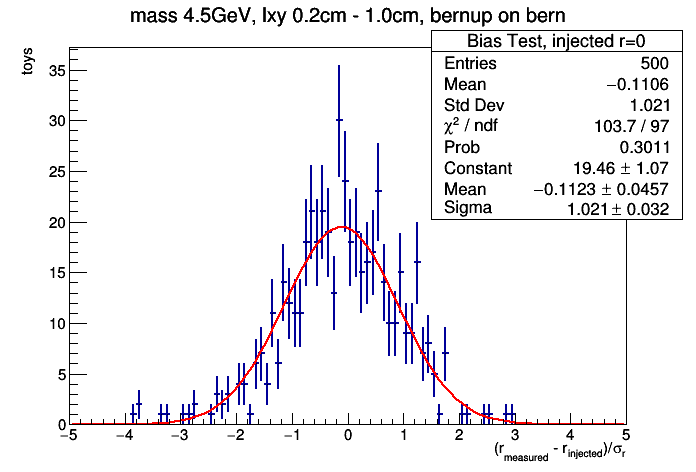 mass 4.5GeV, lxy 0.2cm - 1.0cm, bernup on bern
toys
Bias Test, injected r=0
Entries 500
Mean −0.1106
Std Dev 1.021
χ² / ndf 103.7 / 97
Prob 0.3011
Constant 19.46 ± 1.07
Mean −0.1123 ± 0.0457
Sigma 1.021 ± 0.032
35
30
25
20
15
10
5
0
−5 −4 −3 −2 −1 0 1 2 3 4 5
(r_measured - r_injected)/σ_r